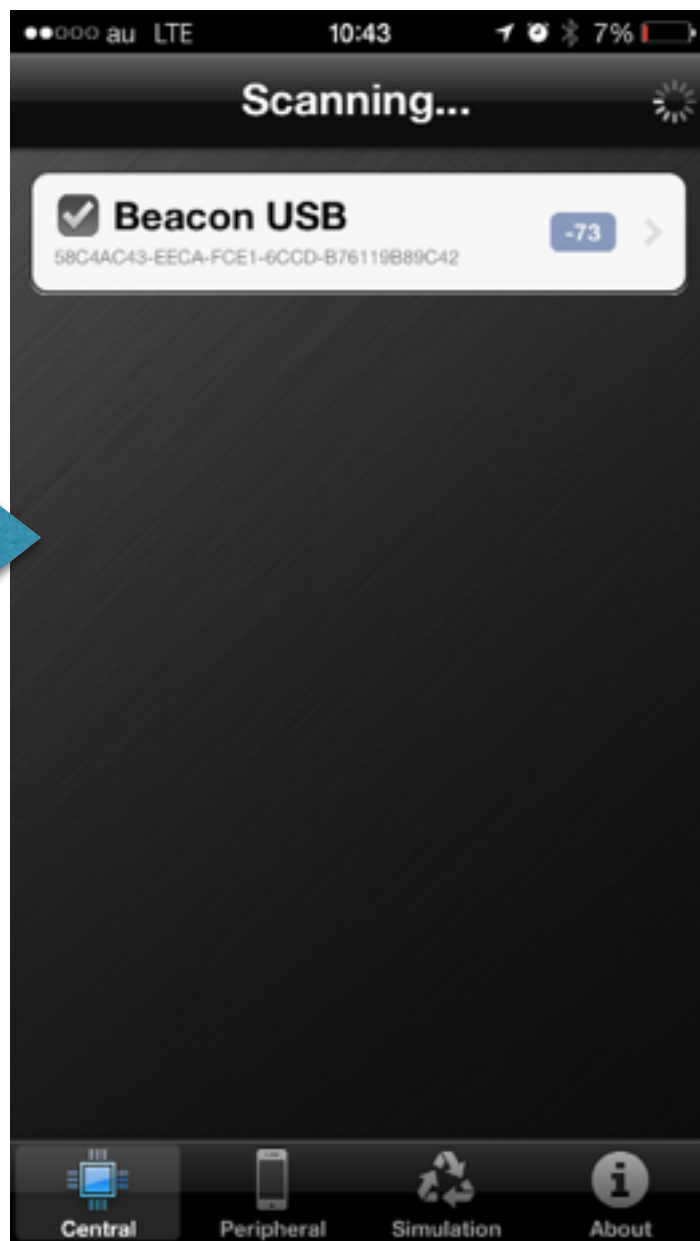 au LTE 10:43 7%
Scanning...
Beacon USB
-73
58C4AC43-EECA-FCE1-6CCD-B76119B89C42
Central Peripheral Simulation About